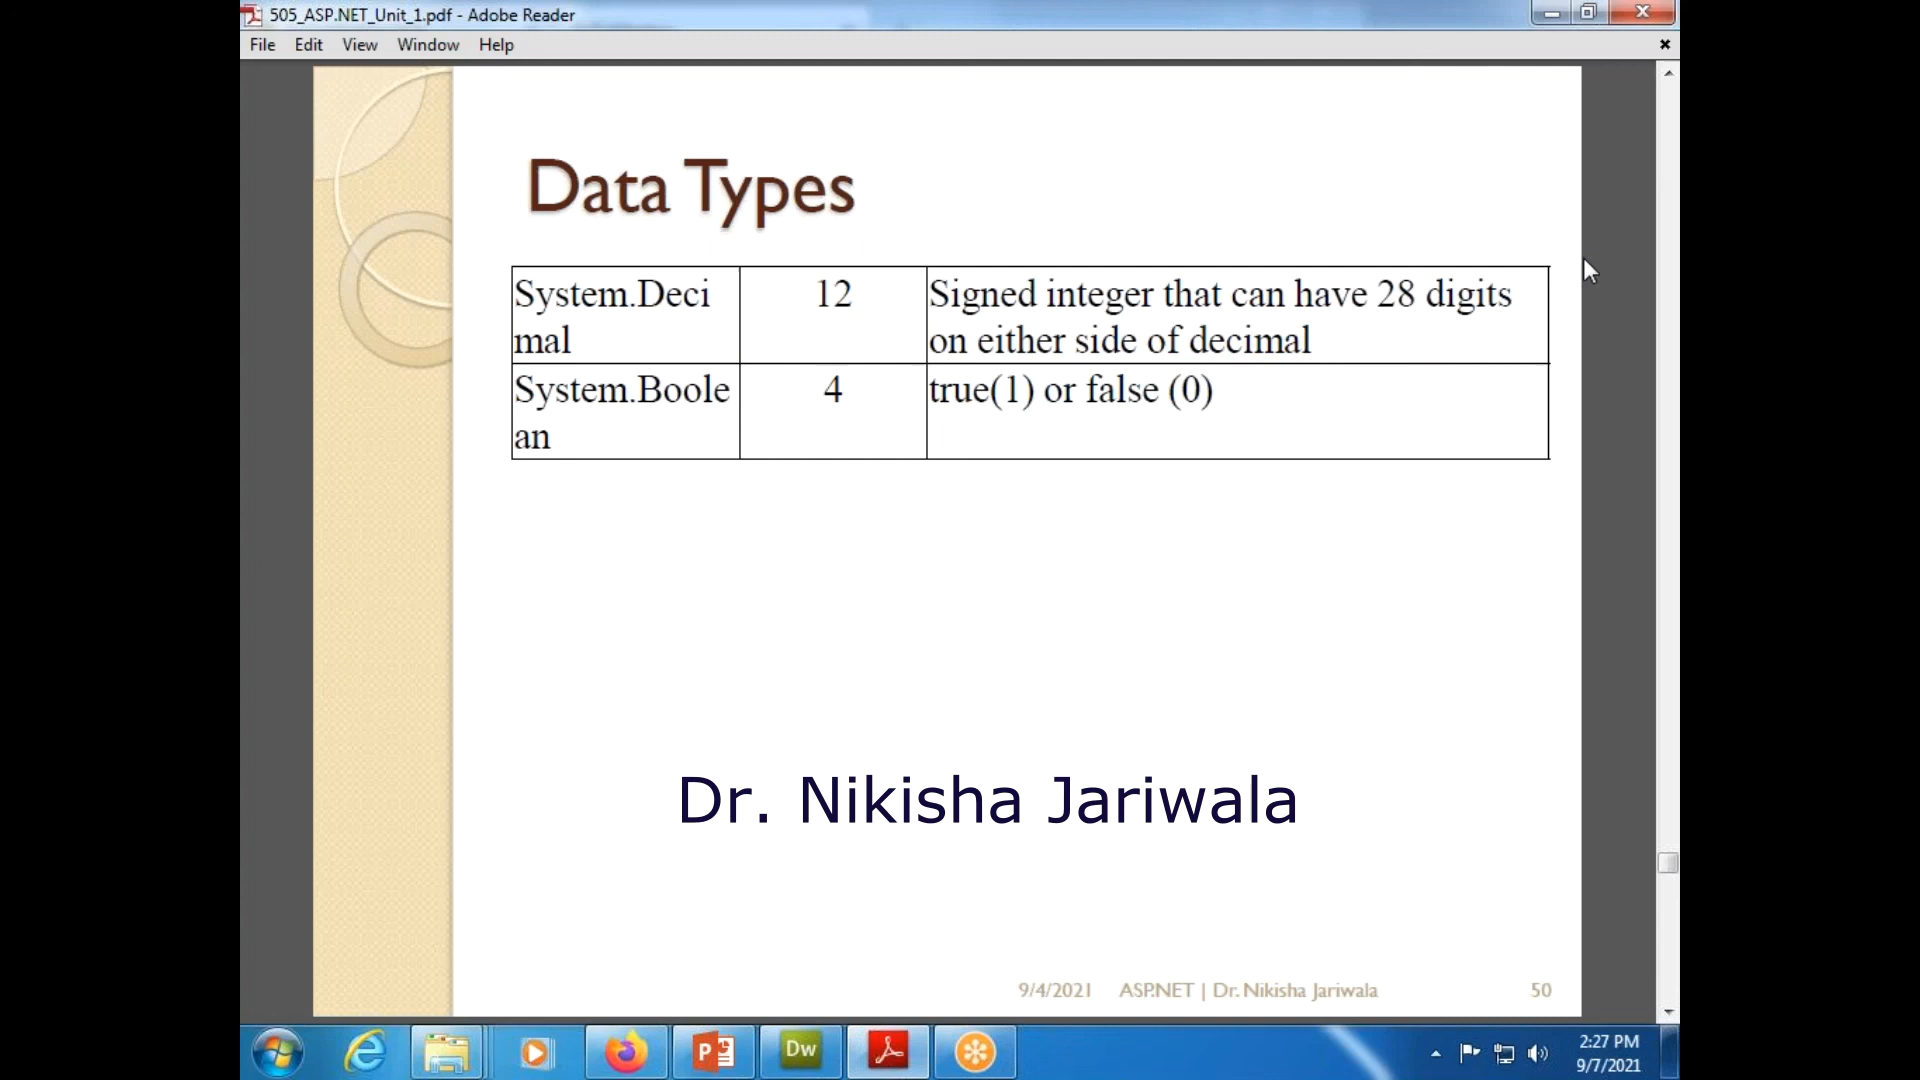 505_ASP.NET_Unit_1.pdf - Adobe Reader
File Edit View Window Help
Data Types
System.Deci
mal
12
Signed integer that can have 28 digits
on either side of decimal
System.Boole
an
4
true(1) or false (0)
Dr. Nikisha Jariwala
9/4/2021 ASP.NET | Dr. Nikisha Jariwala 50
Dw
2:27 PM
9/7/2021